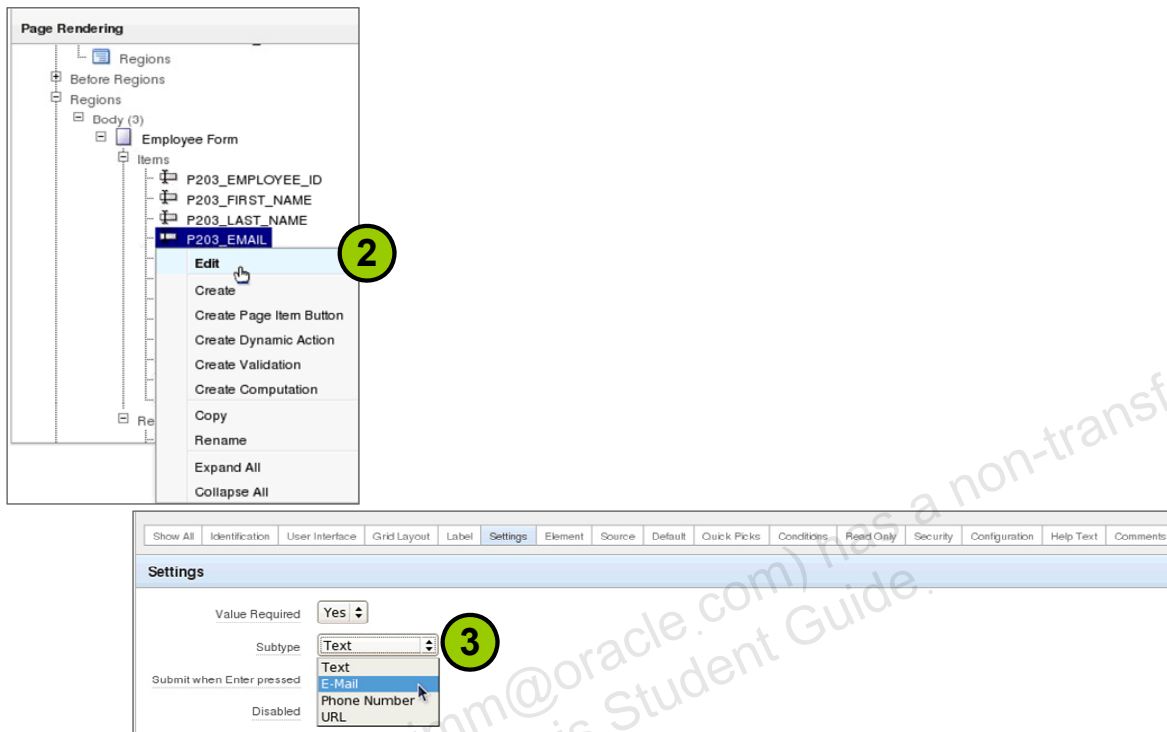 Page Rendering
Regions
Before Regions
Regions
Body (3)
Employee Form
Items
P203_EMPLOYEE_ID
P203_FIRST_NAME
P203_LAST_NAME
P203_EMAIL
2
Edit
Create
Create Page Item Button
Create Dynamic Action
Create Validation
Create Computation
Re
Copy
Rename
Expand All
Collapse All
Show All Identification User Interface Grid Layout Label Settings Element Source Default Quick Picks Conditions Read Only Security Configuration Help Text Comments
Settings
Value Required Yes
Subtype Text
3
Text
Submit when Enter pressed E-Mail
Phone Number
Disabled URL
oracle.com) has a non-transf
Student Guide.